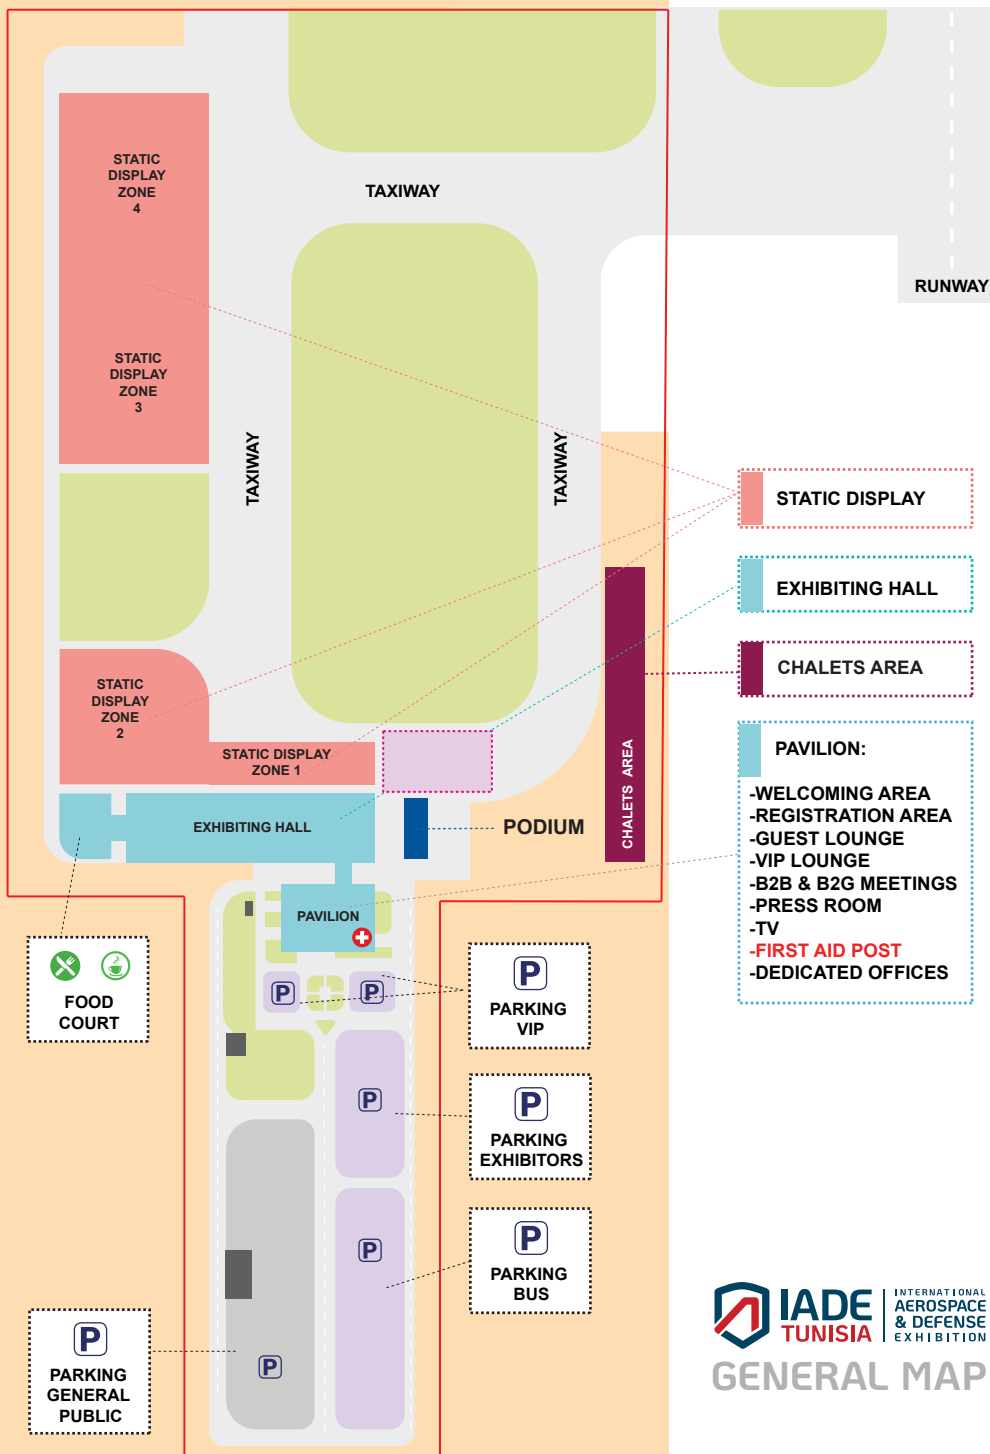 STATIC
DISPLAY
ZONE
4
TAXIWAY
RUNWAY
STATIC
DISPLAY
ZONE
3
TAXIWAY
TAXIWAY
STATIC DISPLAY
EXHIBITING HALL
CHALETS AREA
STATIC
DISPLAY
ZONE
2
STATIC DISPLAY
ZONE 1
CHALETS AREA
EXHIBITING HALL
PODIUM
PAVILION:
-WELCOMING AREA
-REGISTRATION AREA
-GUEST LOUNGE
-VIP LOUNGE
-B2B & B2G MEETINGS
-PRESS ROOM
-TV
-FIRST AID POST
-DEDICATED OFFICES
PAVILION
FOOD
COURT
P
P
P
PARKING
VIP
P
P
PARKING
EXHIBITORS
P
P
PARKING
BUS
P
P
PARKING
GENERAL
PUBLIC
IADE
TUNISIA
INTERNATIONAL
AEROSPACE
& DEFENSE
EXHIBITION
GENERAL MAP